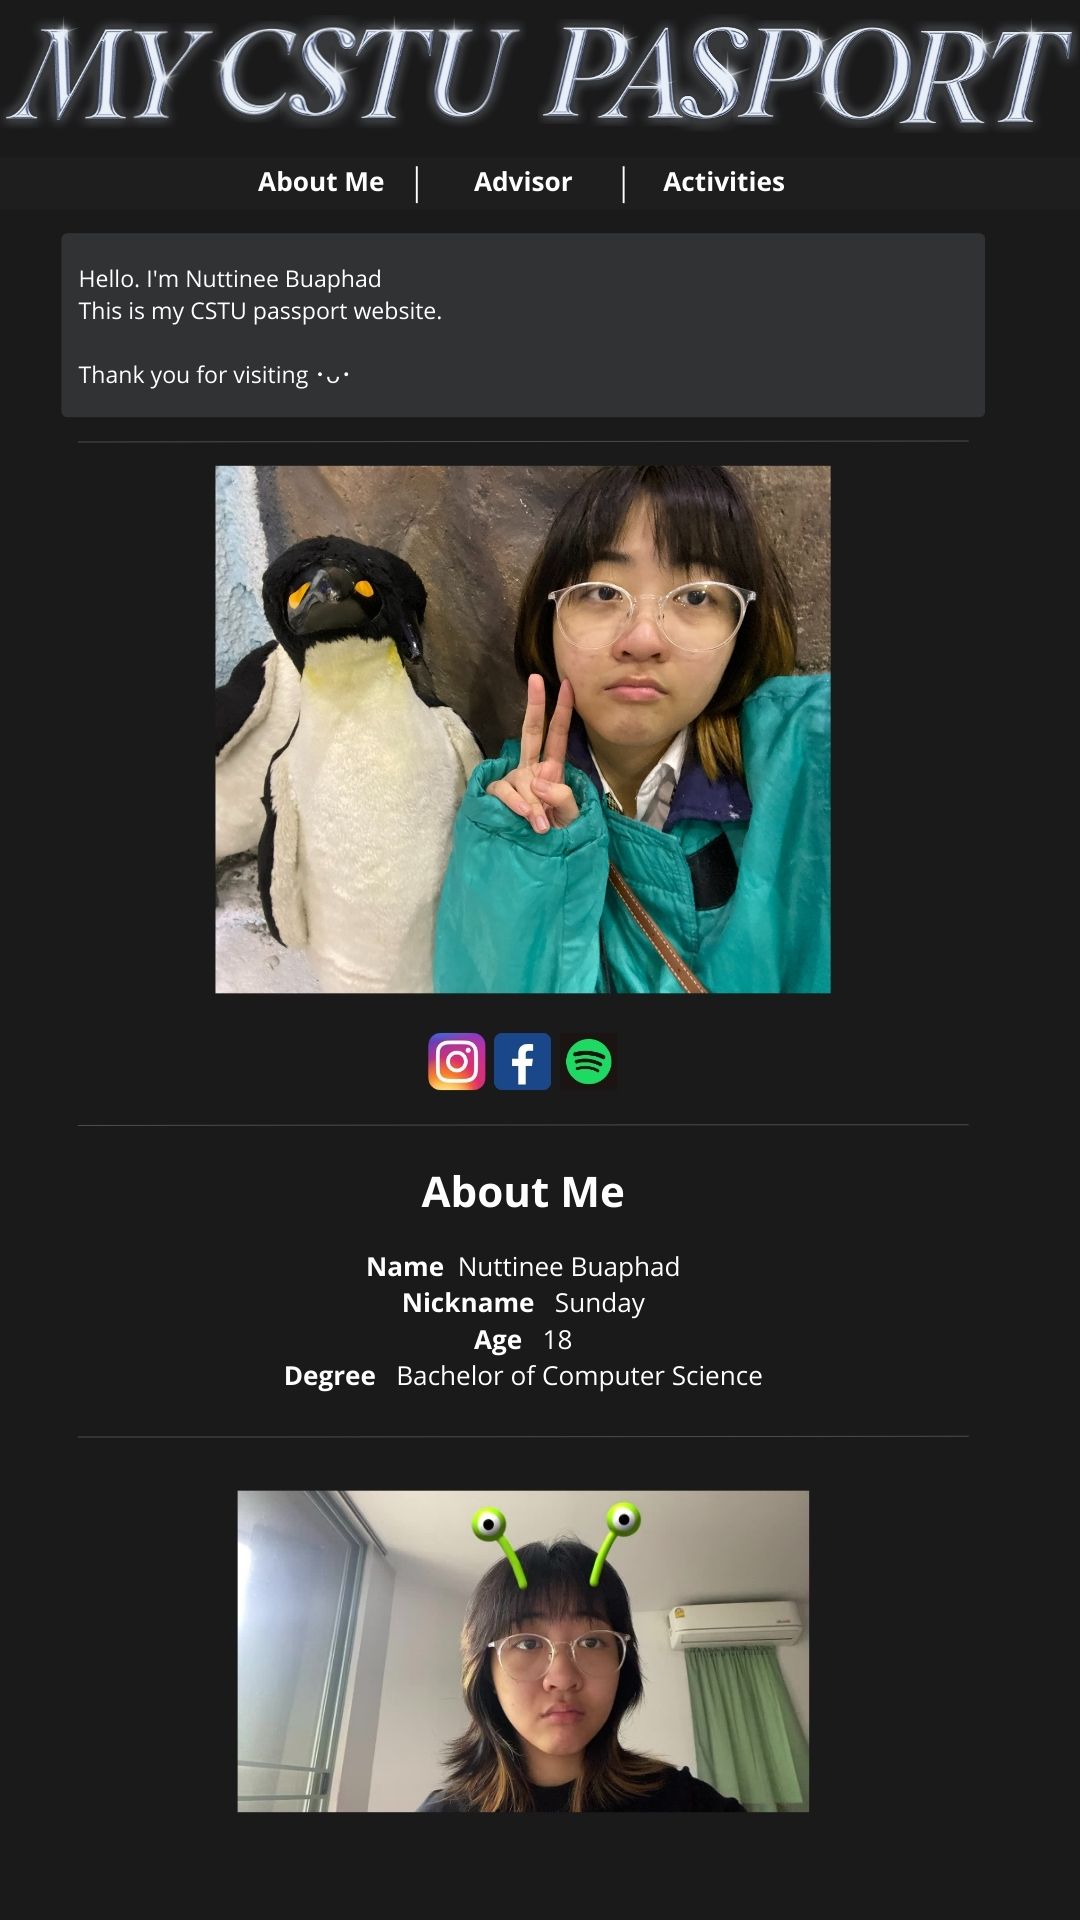 MY CSTU PASPORT
About Me | Advisor | Activities
Hello. I'm Nuttinee Buaphad
This is my CSTU passport website.
Thank you for visiting ･ᴗ･
About Me
Name Nuttinee Buaphad
Nickname Sunday
Age 18
Degree Bachelor of Computer Science